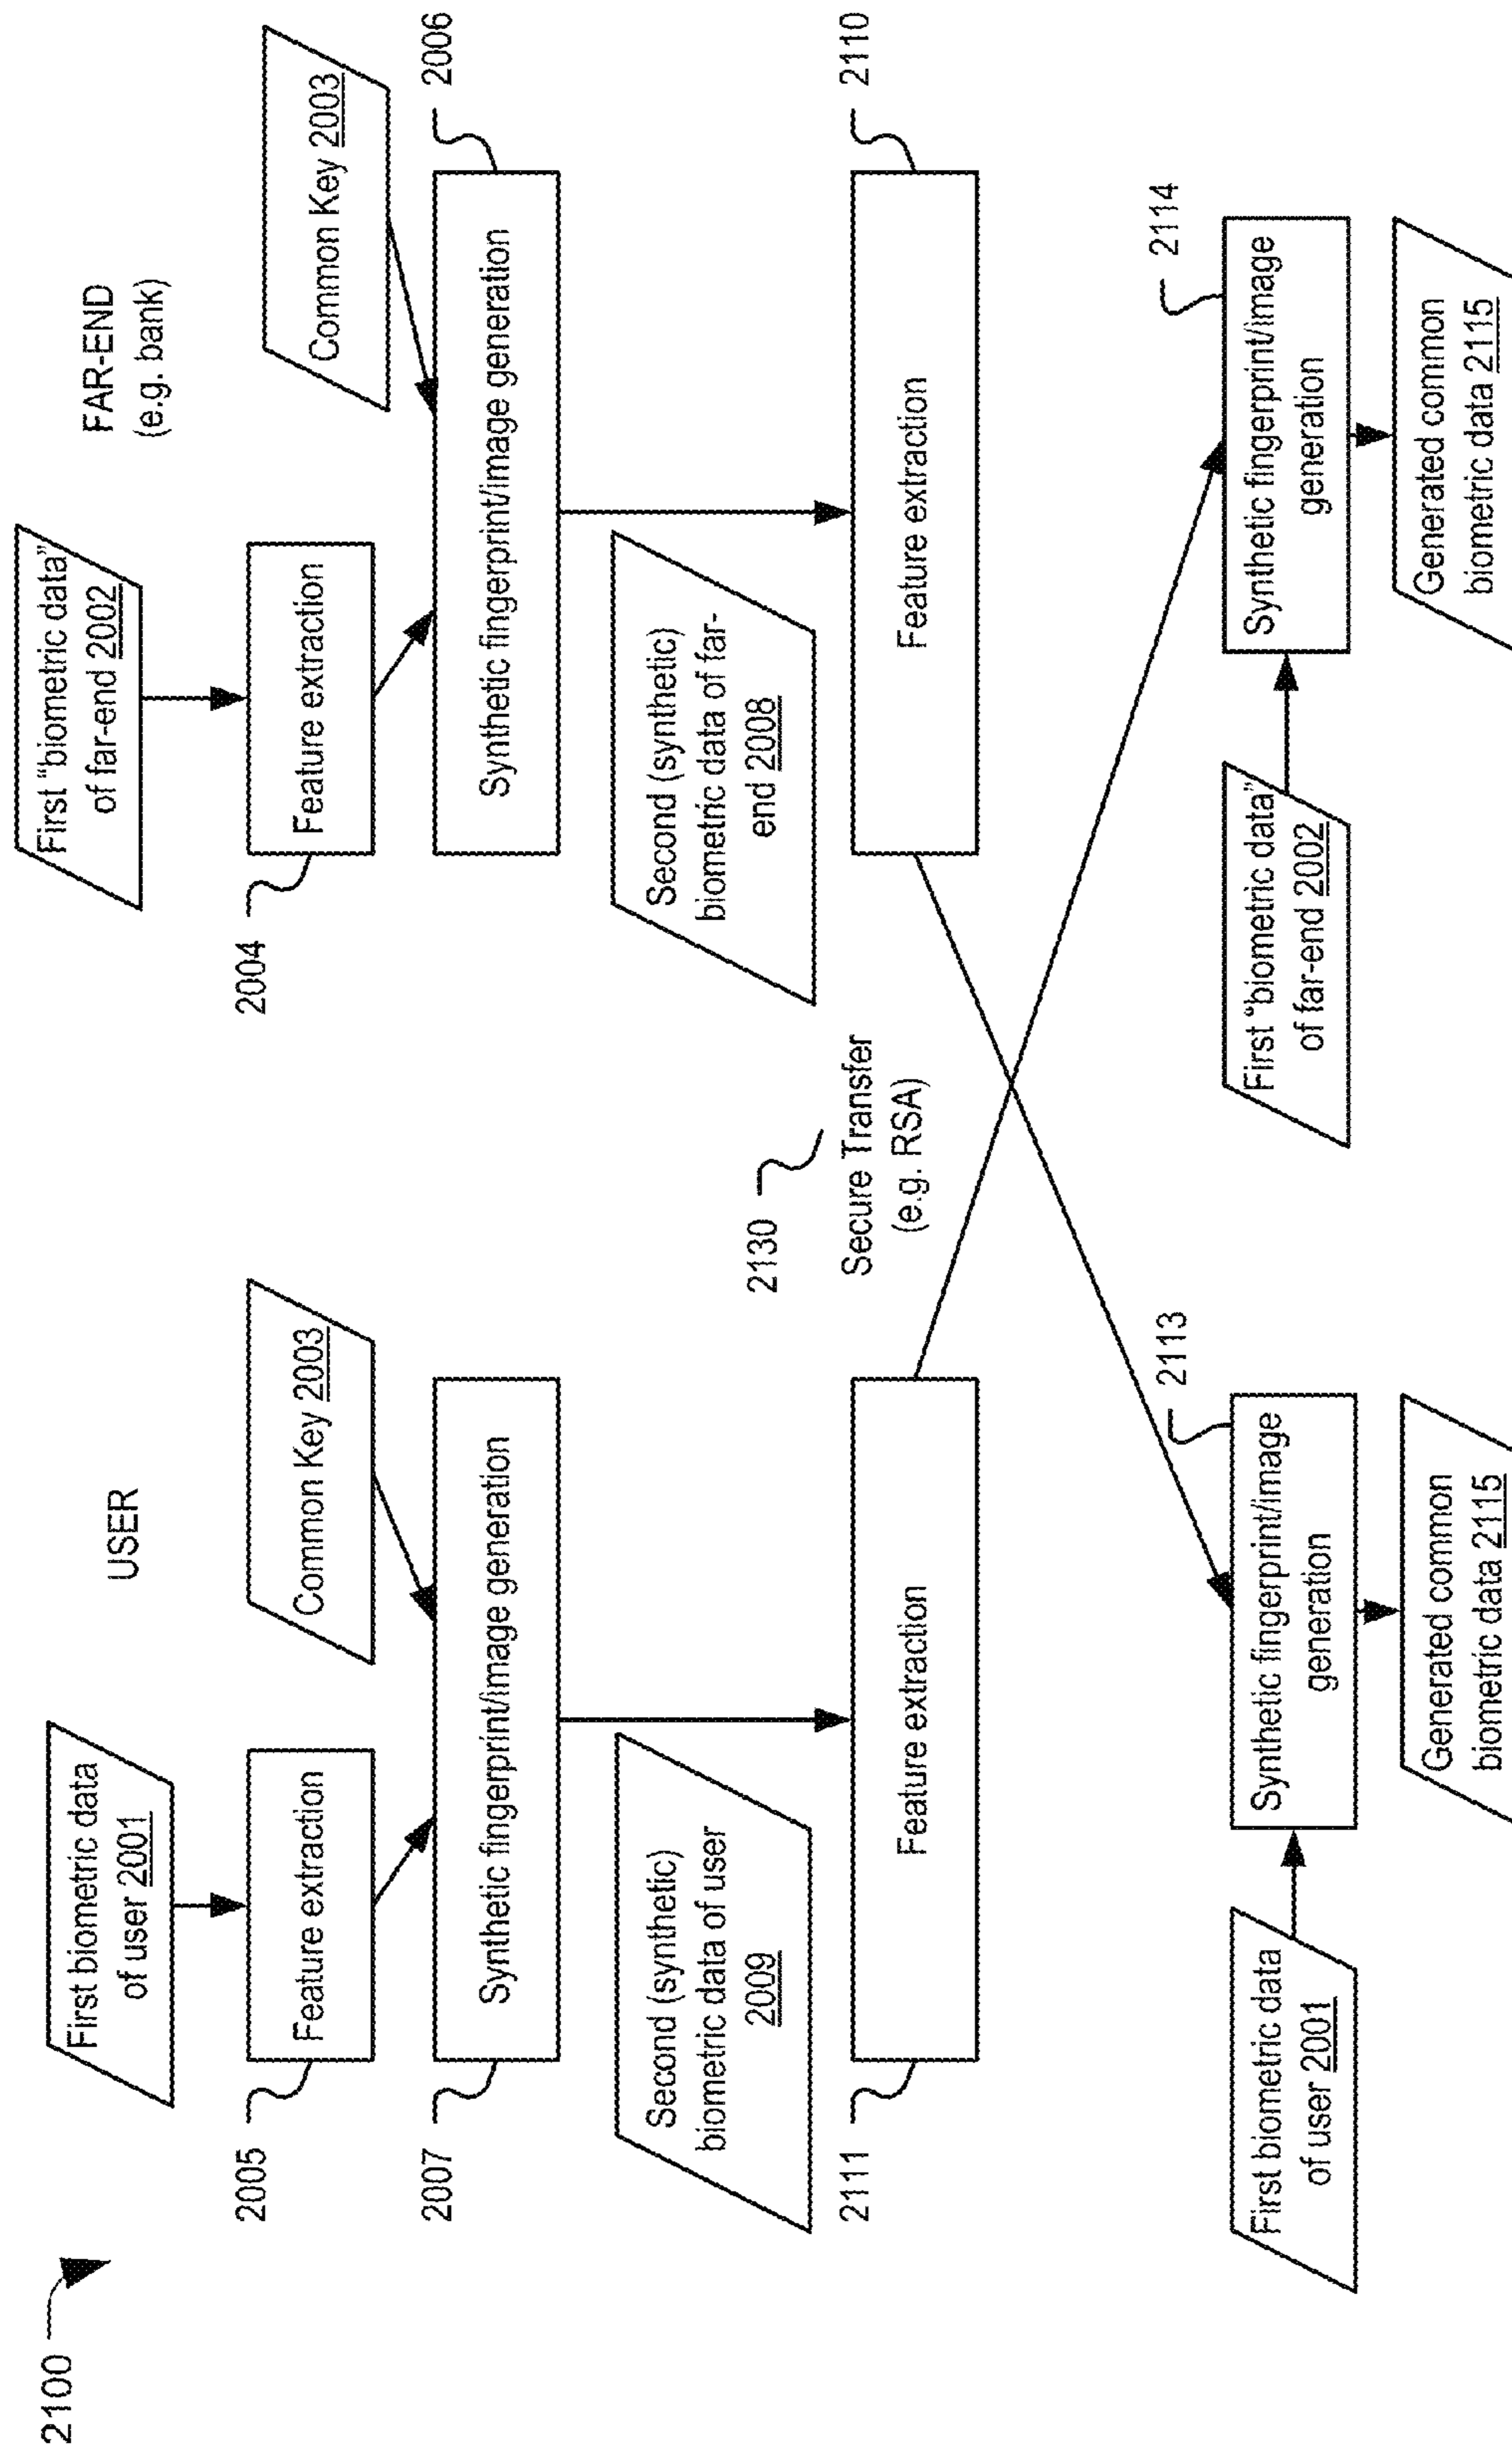 2100
USER
FAR-END
(e.g. bank)
First biometric data
of user 2001
First “biometric data”
of far-end 2002
2005
Feature extraction
Common Key 2003
2004
Feature extraction
Common Key 2003
2007
Synthetic fingerprint/image generation
Synthetic fingerprint/image generation
2006
Second (synthetic)
biometric data of user
2009
Second (synthetic)
biometric data of far-
end 2008
2130
Secure Transfer
(e.g. RSA)
2111
Feature extraction
Feature extraction
2110
First biometric data
of user 2001
Synthetic fingerprint/image
generation
2113
First “biometric data”
of far-end 2002
Synthetic fingerprint/image
generation
2114
Generated common
biometric data 2115
Generated common
biometric data 2115